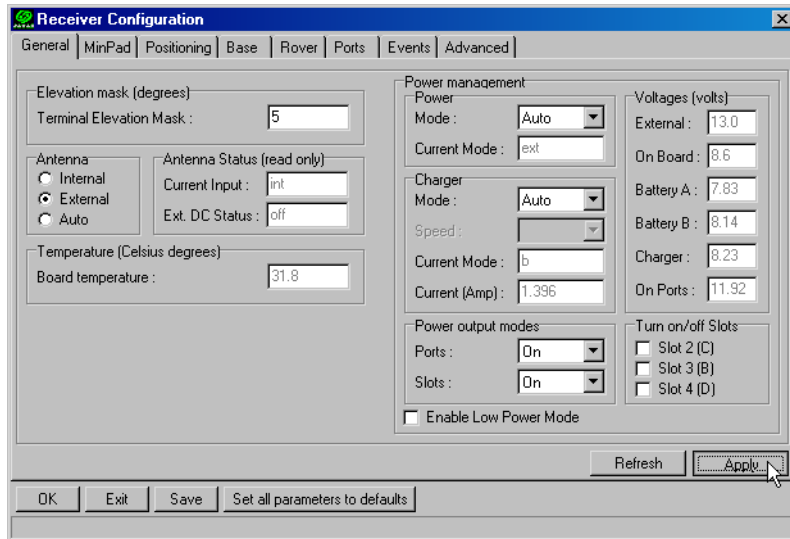 JAVAD Receiver Configuration
General MinPad Positioning Base Rover Ports Events Advanced
Elevation mask (degrees)
Terminal Elevation Mask : 5
Antenna
Internal
External
Auto
Antenna Status (read only)
Current Input : int
Ext. DC Status : off
Temperature (Celsius degrees)
Board temperature : 31.8
Power management
Power
Mode : Auto
Current Mode : ext
Charger
Mode : Auto
Speed :
Current Mode : b
Current (Amp) : 1.396
Power output modes
Ports : On
Slots : On
Enable Low Power Mode
Voltages (volts)
External : 13.0
On Board : 8.6
Battery A : 7.83
Battery B : 8.14
Charger : 8.23
On Ports : 11.92
Turn on/off Slots
Slot 2 (C)
Slot 3 (B)
Slot 4 (D)
Refresh Apply
OK Exit Save Set all parameters to defaults